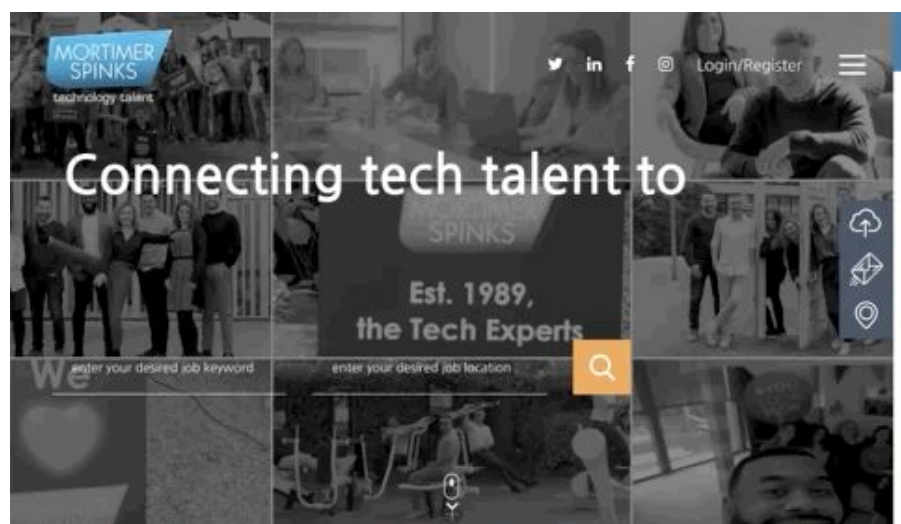 MORTIMER
SPINKS
technology talent
Login/Register
Connecting tech talent to
MORTIMER
SPINKS
Est. 1989,
the Tech Experts
We
enter your desired job keyword
enter your desired job location